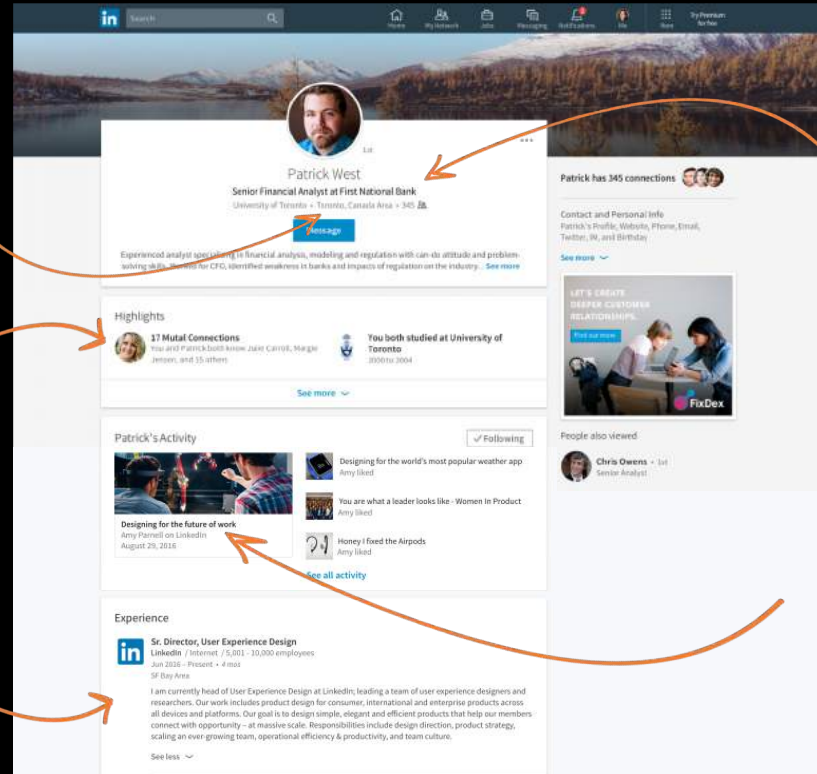 in
Search
Home My Network Jobs Messaging Notifications Me More Try Premium
for free
1st
Patrick West
Senior Financial Analyst at First National Bank
University of Toronto • Toronto, Canada Area • 345
Message
Experienced analyst specializing in financial analysis, modeling and regulation with can-do attitude and problem-
solving skills. Worked for CFO, identified weakness in banks and impacts of regulation on the industry... See more
Highlights
17 Mutal Connections
You and Patrick both know Julie Carroll, Margie
Jenson, and 15 others
You both studied at University of
Toronto
2000 to 2004
See more
Patrick's Activity
Following
Designing for the future of work
Amy Parnell on LinkedIn
August 29, 2016
Designing for the world's most popular weather app
Amy liked
You are what a leader looks like - Women In Product
Amy liked
Honey I fixed the Airpods
Amy liked
See all activity
Experience
in
Sr. Director, User Experience Design
LinkedIn / Internet / 5,001 - 10,000 employees
Jun 2016 – Present • 4 mos
SF Bay Area
I am currently head of User Experience Design at LinkedIn; leading a team of user experience designers and
researchers. Our work includes product design for consumer, international and enterprise products across
all devices and platforms. Our goal is to design simple, elegant and efficient products that help our members
connect with opportunity – at massive scale. Responsibilities include design direction, product strategy,
scaling an ever-growing team, operational efficiency & productivity, and team culture.
See less
Patrick has 345 connections
Contact and Personal Info
Patrick's Profile, Website, Phone, Email,
Twitter, IM, and Birthday
See more
LET'S CREATE
DEEPER CUSTOMER
RELATIONSHIPS.
Find out more
FixDex
People also viewed
Chris Owens • 1st
Senior Analyst